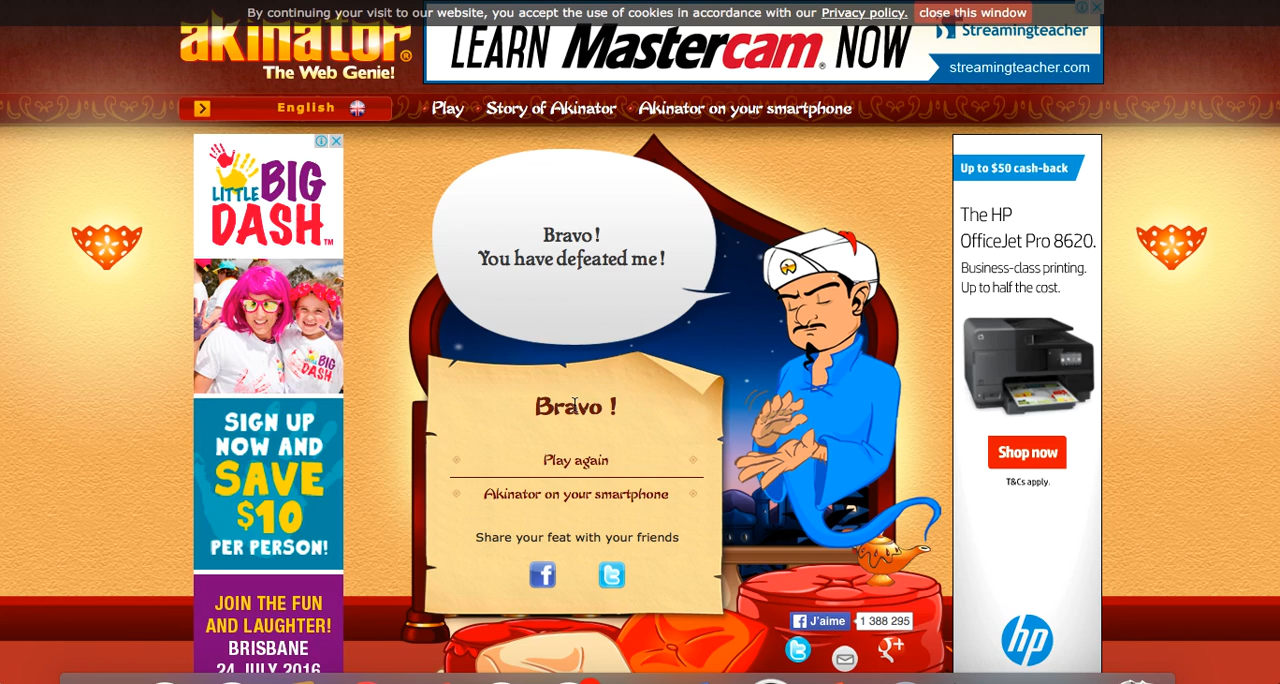 By continuing your visit to our website, you accept the use of cookies in accordance with our Privacy policy. close this window
akinator®
The Web Genie!
LEARN Mastercam® NOW
Streamingteacher
streamingteacher.com
English
Play
Story of Akinator
Akinator on your smartphone
LITTLE BIG
DASH™
BIG
DASH
SIGN UP
NOW AND
SAVE
$10
PER PERSON!
JOIN THE FUN
AND LAUGHTER!
BRISBANE
24 JULY 2016
Bravo !
You have defeated me !
Bravo !
Play again
Akinator on your smartphone
Share your feat with your friends
J'aime
1 388 295
Up to $50 cash-back
The HP
OfficeJet Pro 8620.
Business-class printing.
Up to half the cost.
Shop now
T&Cs apply.
hp